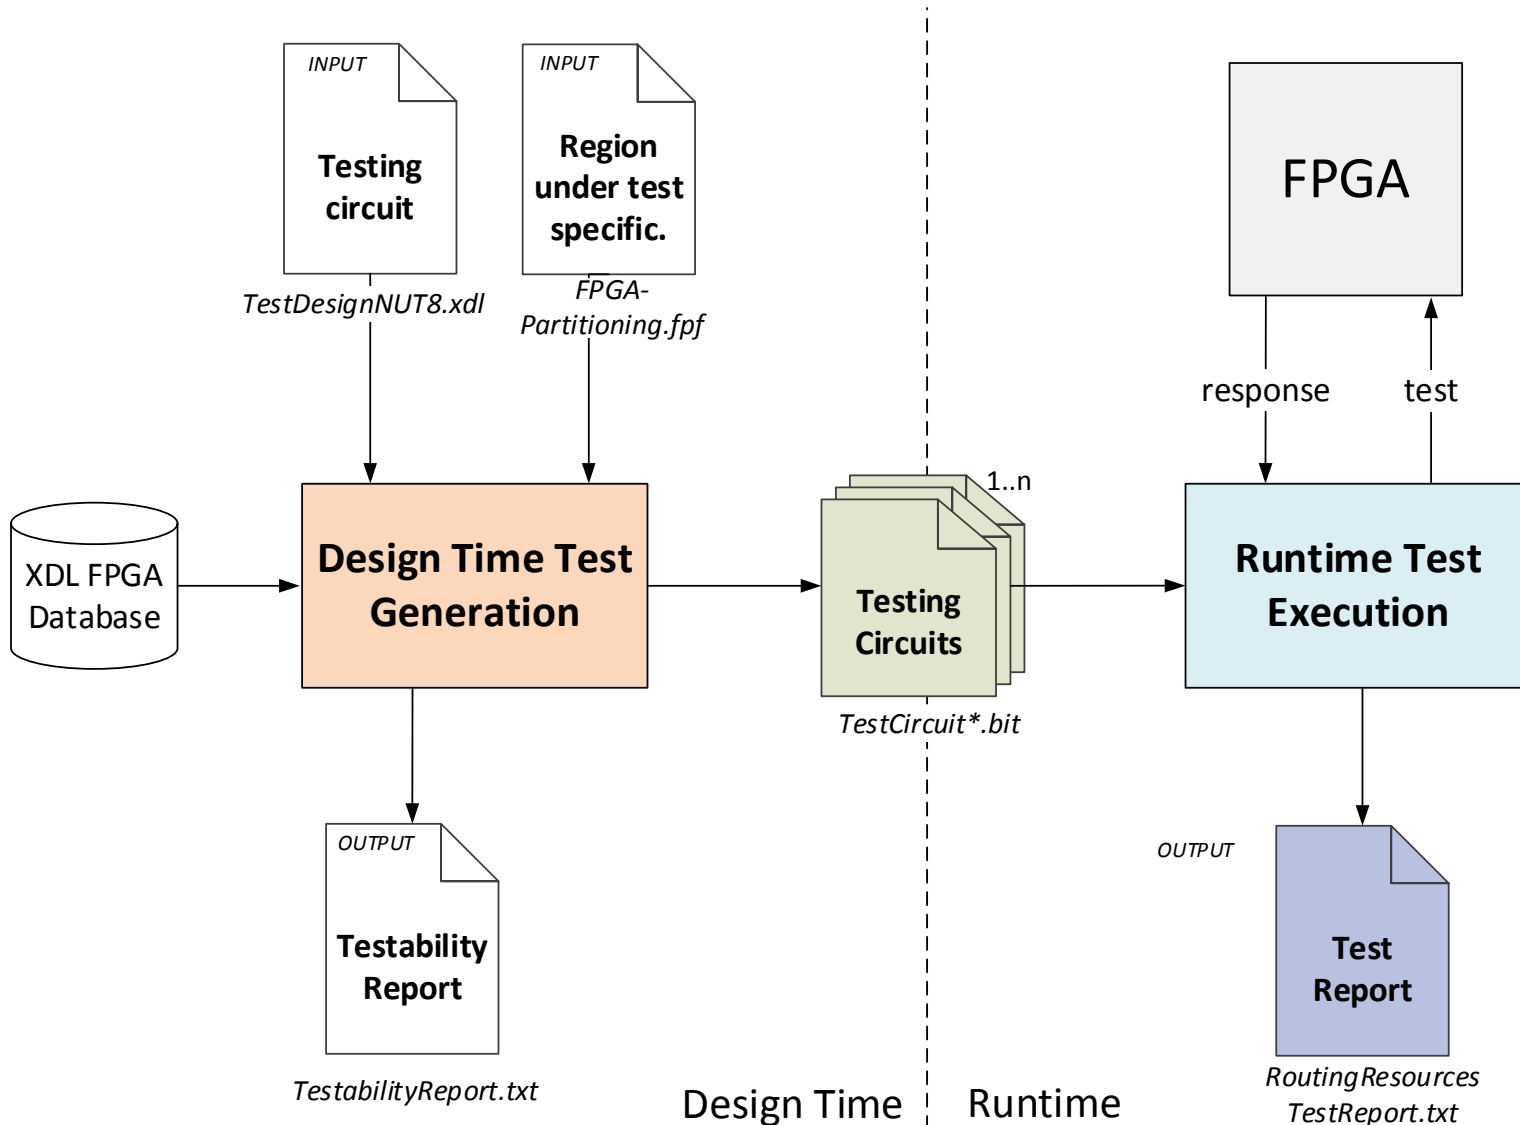 INPUT
Testing
circuit
TestDesignNUT8.xdl
INPUT
Region
under test
specific.
FPGA-
Partitioning.fpf
FPGA
response
test
XDL FPGA
Database
Design Time Test
Generation
1..n
Testing
Circuits
TestCircuit*.bit
Runtime Test
Execution
OUTPUT
Testability
Report
TestabilityReport.txt
OUTPUT
Test
Report
RoutingResources
TestReport.txt
Design Time
Runtime